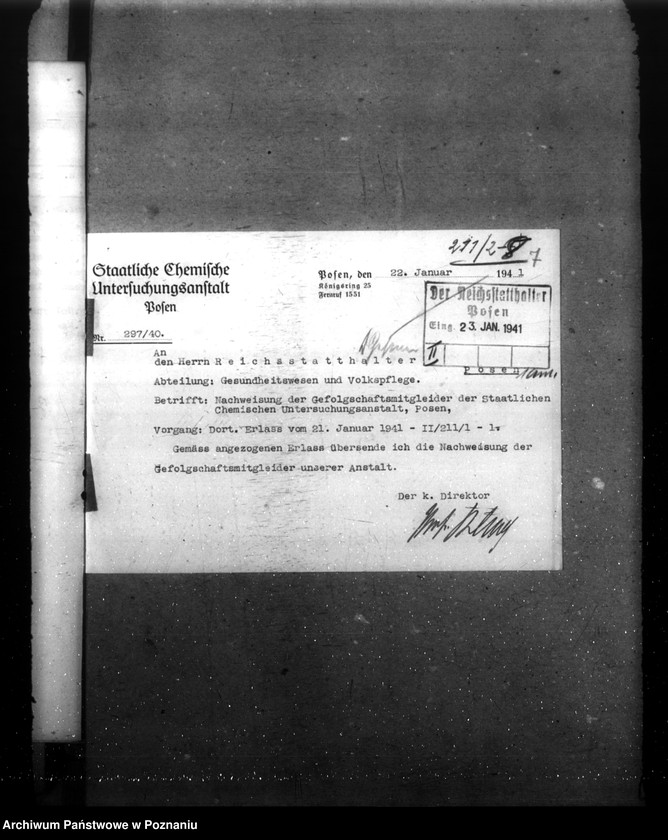 211/2-8 7
Staatliche Chemische
Untersuchungsanstalt
Posen
Posen, den 22. Januar 1941
Königsring 25
Fernruf 1551
Der Reichsstatthalter
Posen
Eing. 23. JAN. 1941
II
Nr. 297/40.
An
den Herrn Reichsstatthalter
Posen
Abteilung: Gesundheitswesen und Volkspflege.
Betrifft: Nachweisung der Gefolgschaftsmitgleider der Staatlichen
Chemischen Untersuchungsanstalt, Posen,
Vorgang: Dort. Erlass vom 21. Januar 1941 - II/211/1 - 1.
Gemäss angezogenen Erlass übersende ich die Nachweisung der
Gefolgschaftsmitgleider unserer Anstalt.
Der k. Direktor
Archiwum Państwowe w Poznaniu